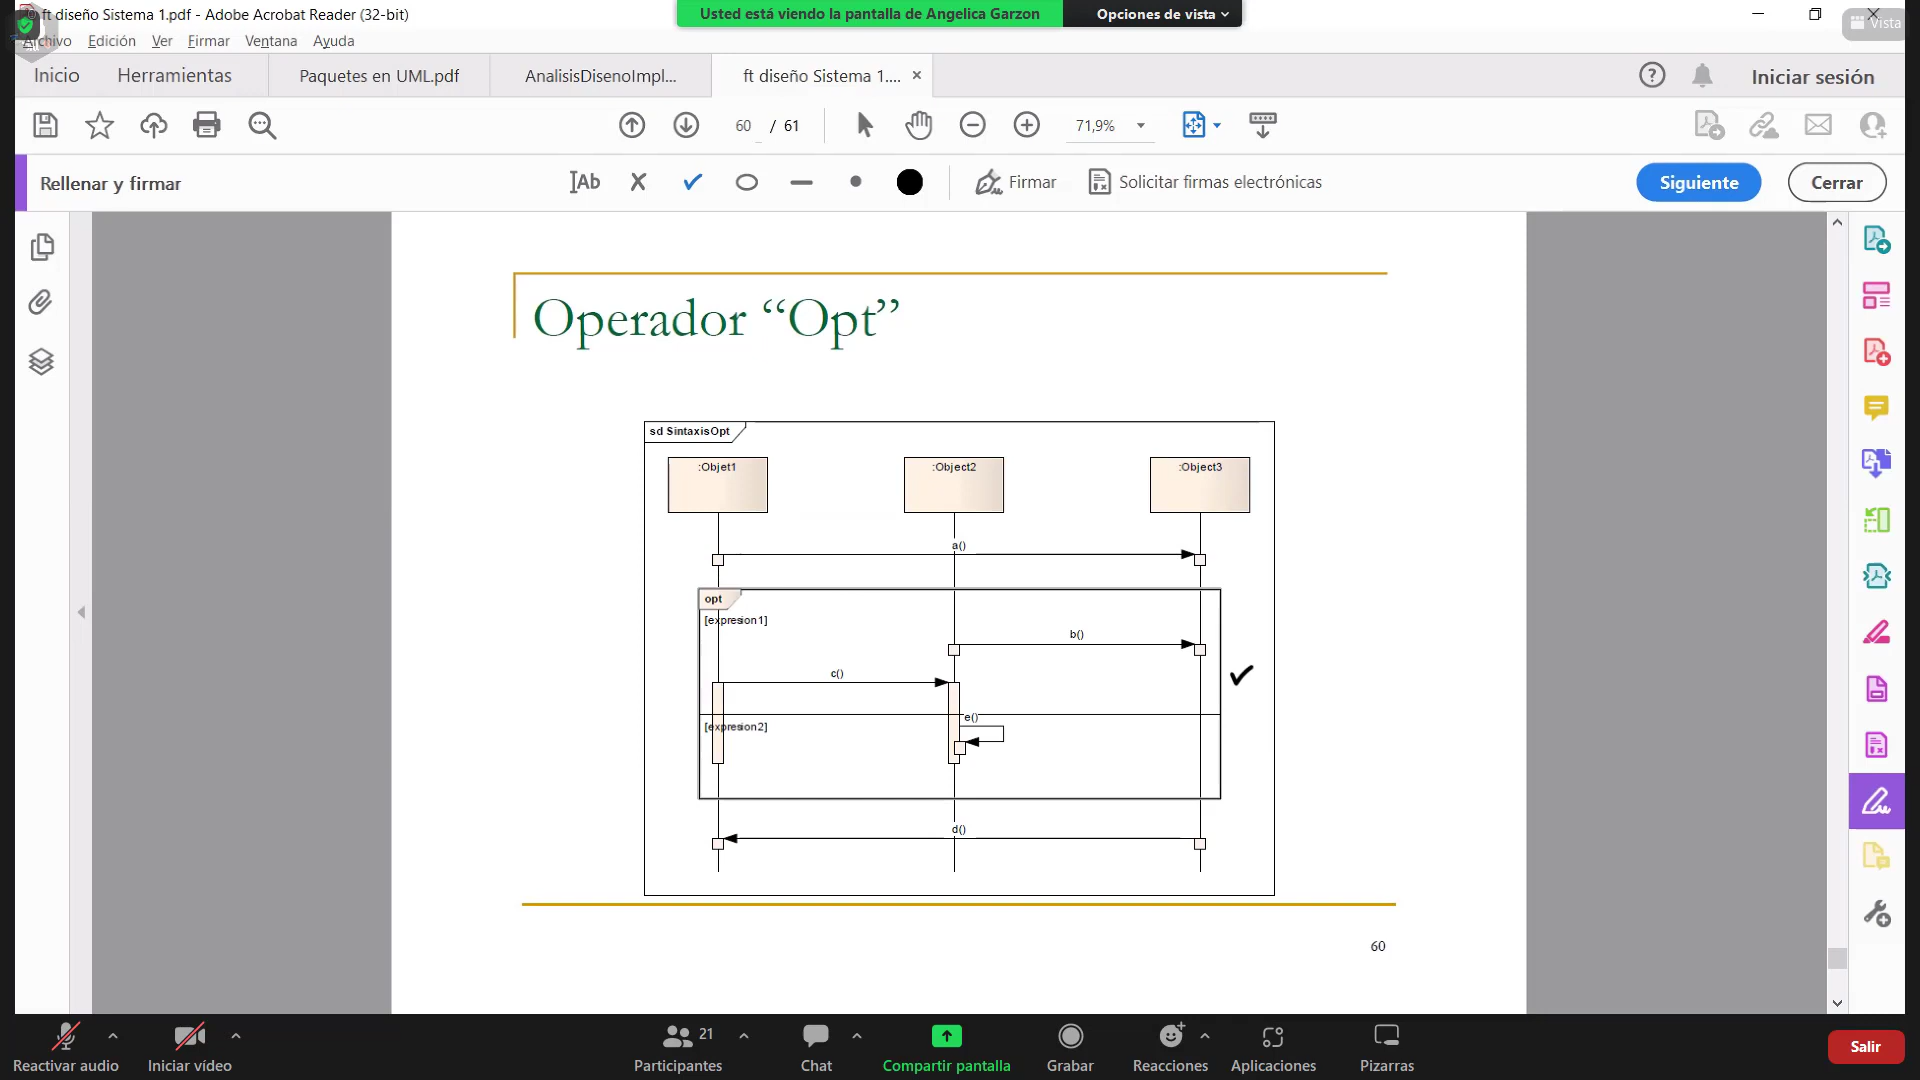 ft diseño Sistema 1.pdf - Adobe Acrobat Reader (32-bit)
Usted está viendo la pantalla de Angelica Garzon
Opciones de vista
Vista
Archivo Edición Ver Firmar Ventana Ayuda
Inicio Herramientas Paquetes en UML.pdf AnalisisDisenoImpl... ft diseño Sistema 1.... × Iniciar sesión
60 / 61 71,9%
Rellenar y firmar Firmar Solicitar firmas electrónicas Siguiente Cerrar
Operador “Opt”
sd SintaxisOpt
:Objet1 :Object2 :Object3
a()
opt
[expresion1]
b()
c()
e()
[expresion2]
d()
60
21
Reactivar audio Iniciar vídeo Participantes Chat Compartir pantalla Grabar Reacciones Aplicaciones Pizarras Salir